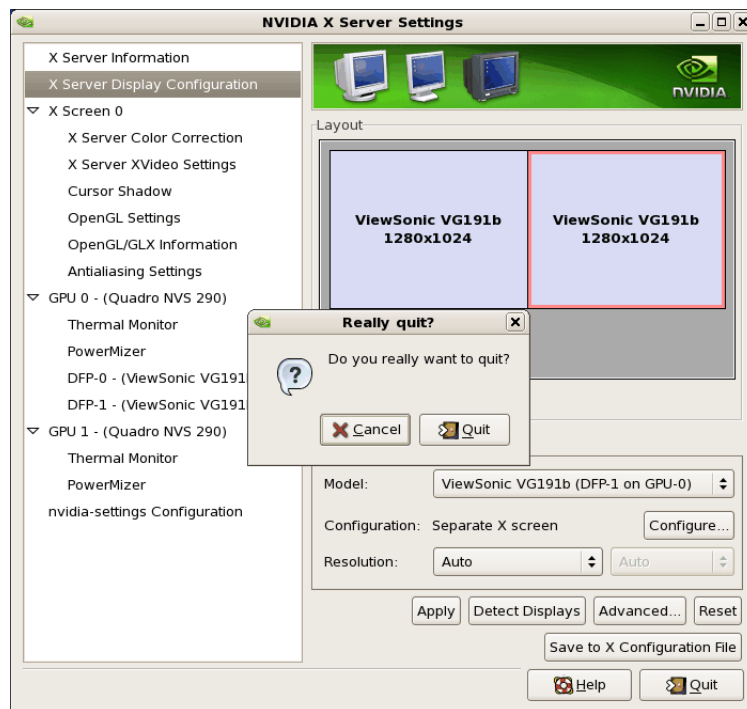 NVIDIA X Server Settings
X Server Information
X Server Display Configuration
X Screen 0
X Server Color Correction
X Server XVideo Settings
Cursor Shadow
OpenGL Settings
OpenGL/GLX Information
Antialiasing Settings
GPU 0 - (Quadro NVS 290)
Thermal Monitor
PowerMizer
DFP-0 - (ViewSonic VG191
DFP-1 - (ViewSonic VG191
GPU 1 - (Quadro NVS 290)
Thermal Monitor
PowerMizer
nvidia-settings Configuration
NVIDIA.
Layout
ViewSonic VG191b
1280x1024
ViewSonic VG191b
1280x1024
Really quit?
Do you really want to quit?
Cancel
Quit
Model: ViewSonic VG191b (DFP-1 on GPU-0)
Configuration: Separate X screen Configure...
Resolution: Auto Auto
Apply Detect Displays Advanced... Reset
Save to X Configuration File
Help Quit